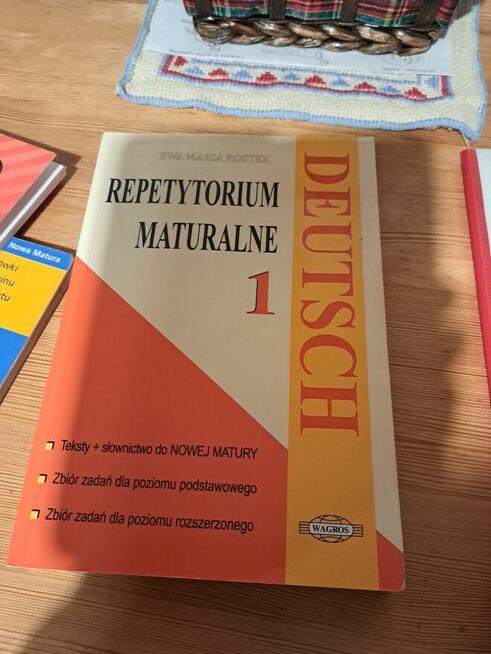 EWA MARIA ROSTEK
REPETYTORIUM
MATURALNE
1
DEUTSCH
Teksty + słownictwo do NOWEJ MATURY
Zbiór zadań dla poziomu podstawowego
Zbiór zadań dla poziomu rozszerzonego
WAGROS
Nowa Matura